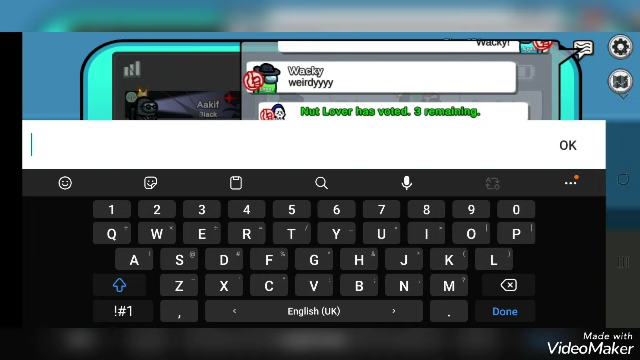 Wacky!
Wacky
weirdyyyy
Aakif
Black
Nut Lover has voted. 3 remaining.
OK
1 2 3 4 5 6 7 8 9 0
Q W E R T Y U I O P
A S D F G H J K L
Z X C V B N M
!#1 , < English (UK) > . Done
Made with
VideoMaker